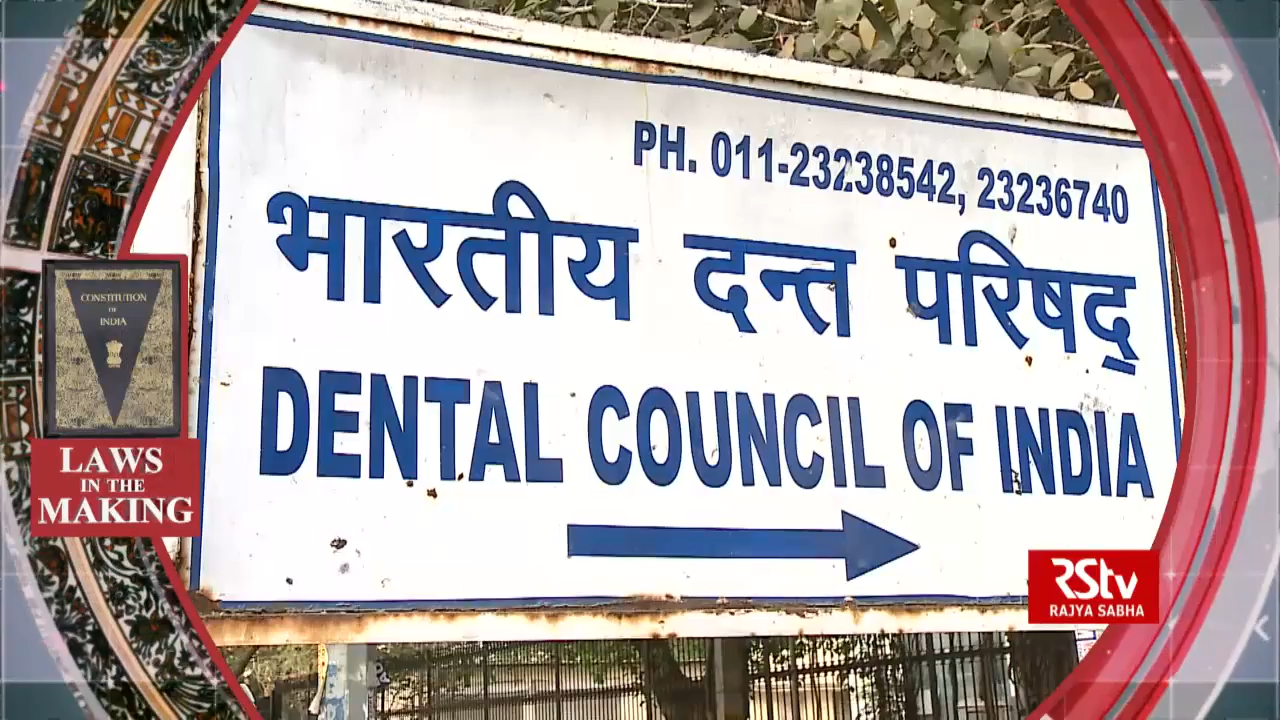 PH. 011-23238542, 23236740
भारतीय दन्त परिषद्
DENTAL COUNCIL OF INDIA
CONSTITUTION
OF
INDIA
LAWS
IN THE
MAKING
RStv
RAJYA SABHA